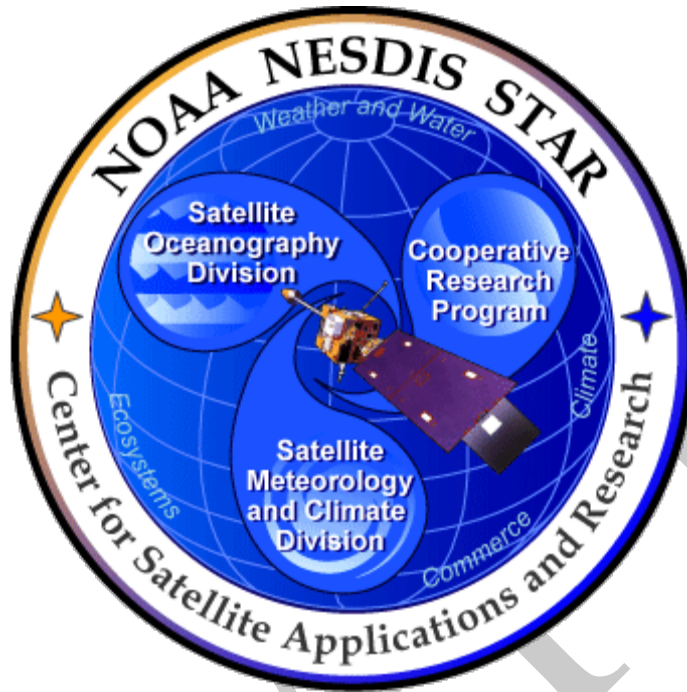 NOAA NESDIS STAR
Weather and Water
Satellite
Oceanography
Division
Cooperative
Research
Program
Climate
Ecosystems
Satellite
Meteorology
and Climate
Division
Commerce
Center for Satellite Applications and Research